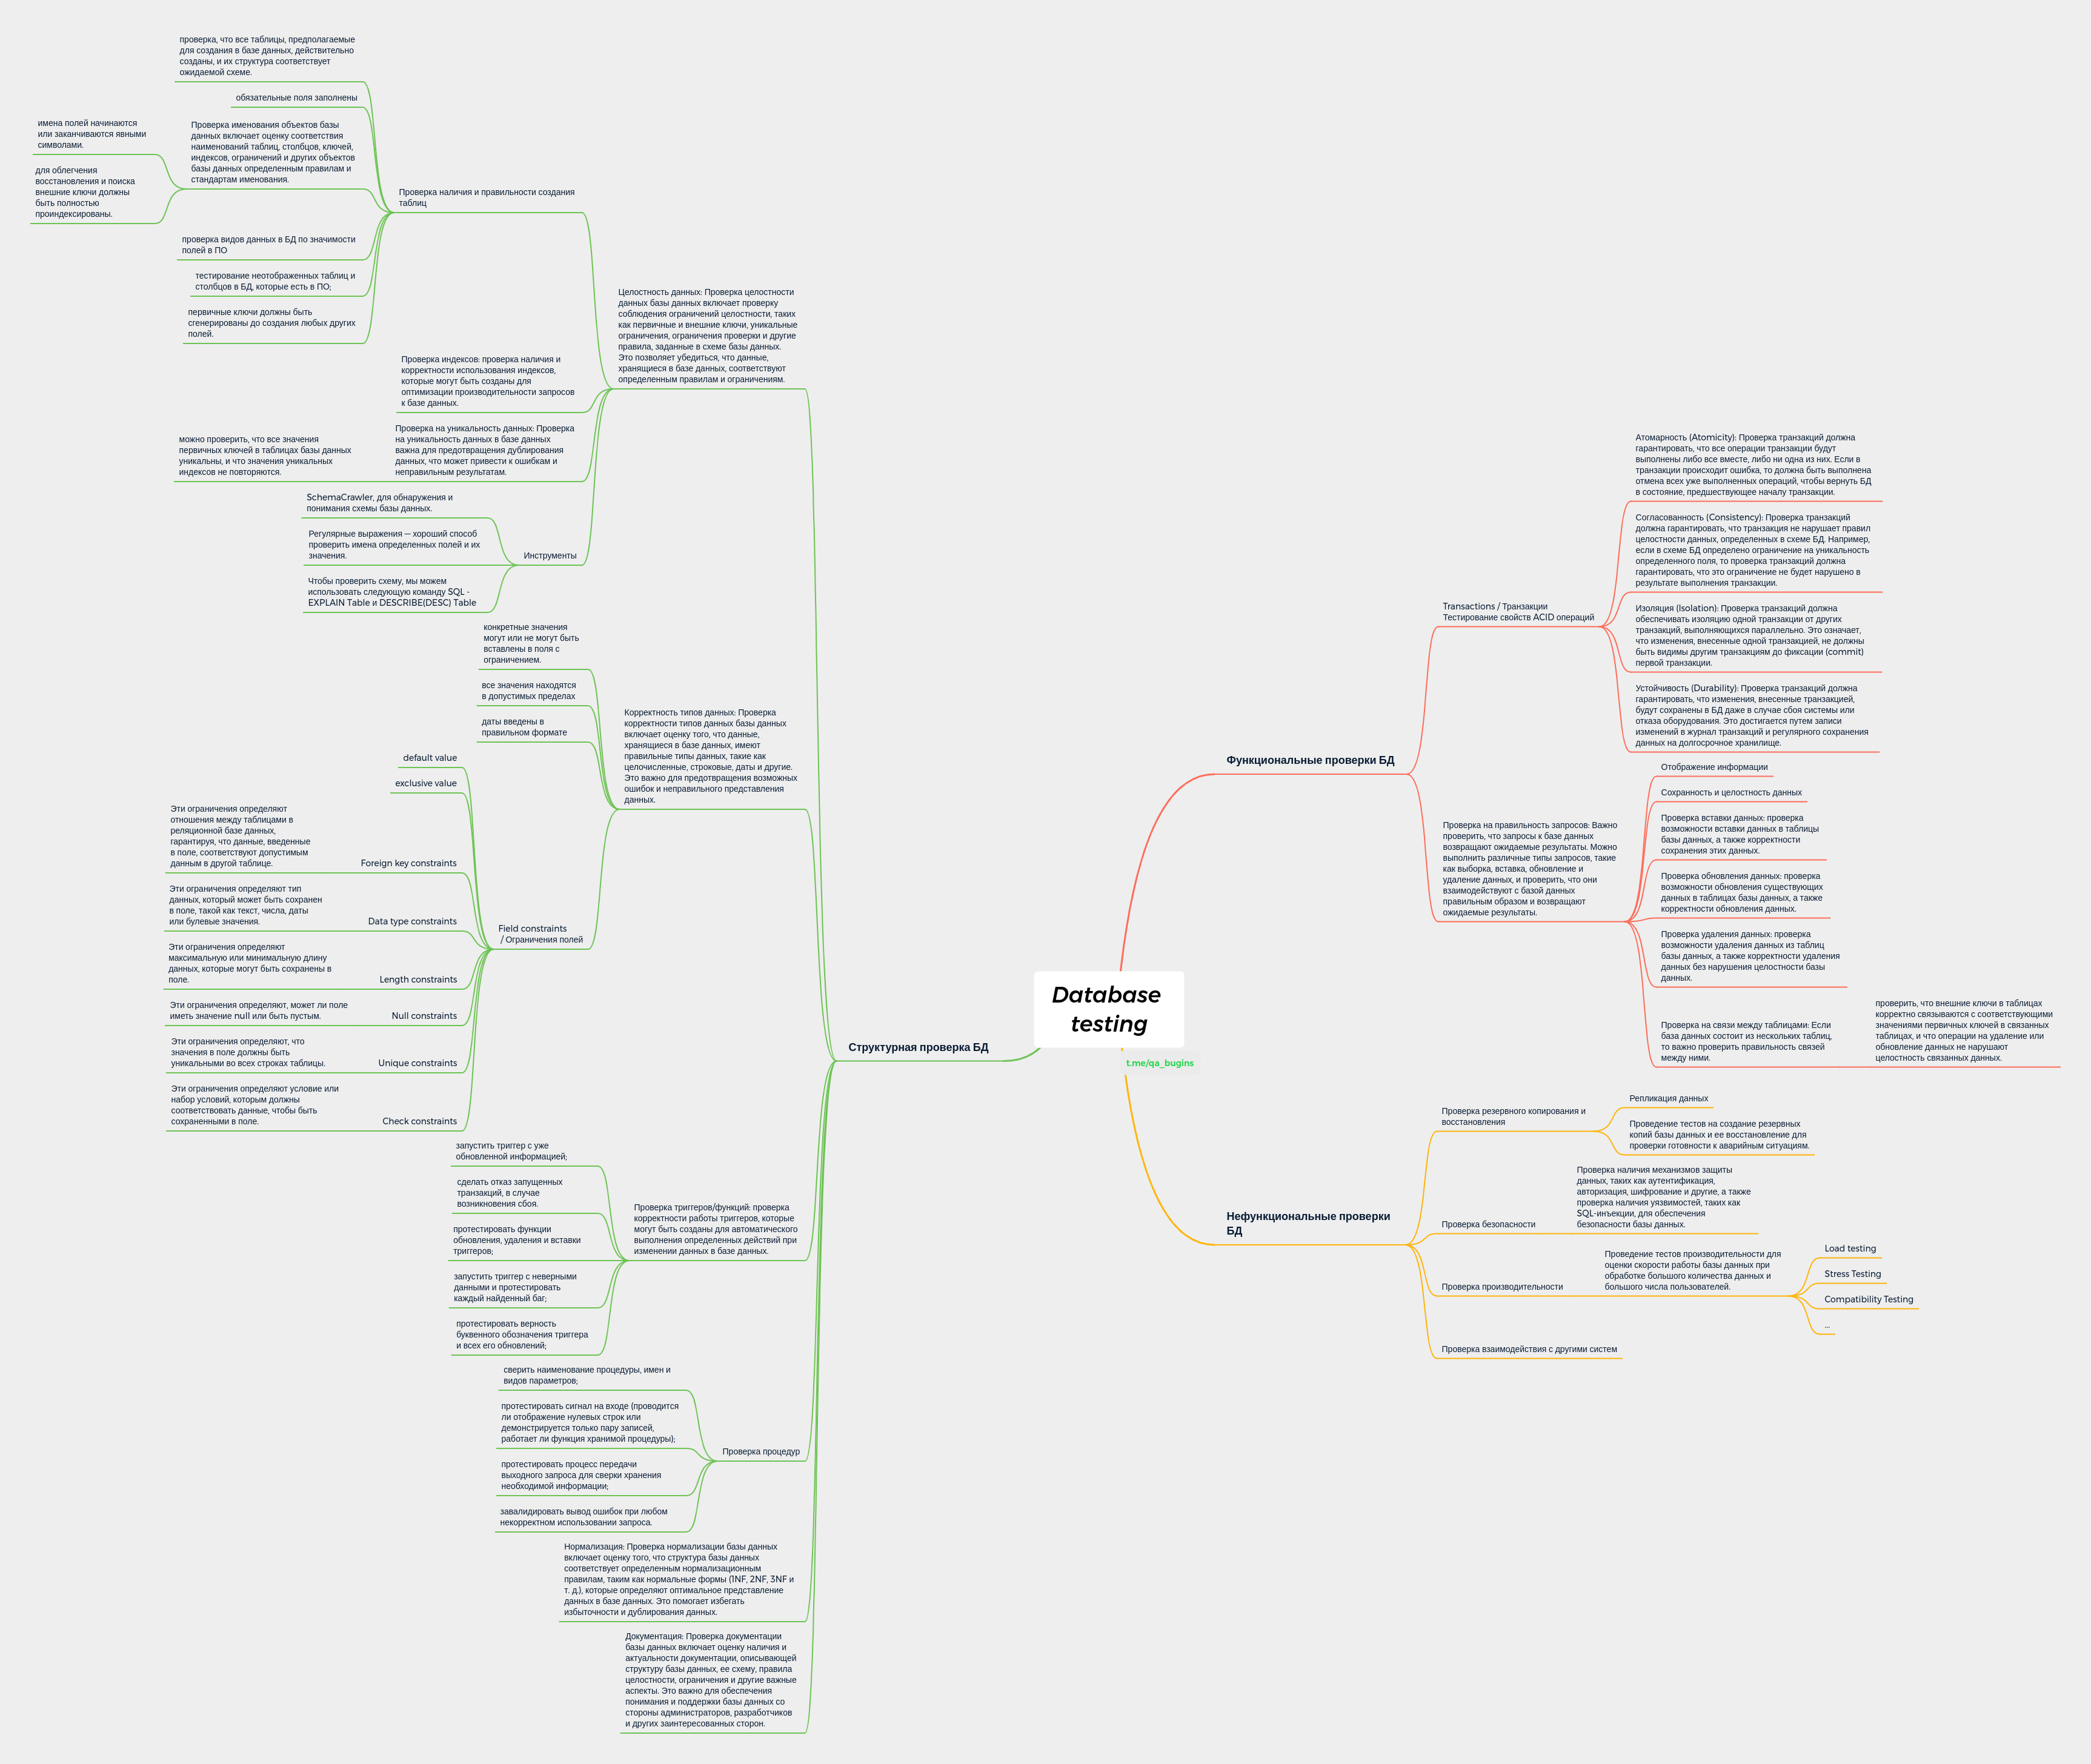 Database
testing
t.me/qa_bugins
Структурная проверка БД
Целостность данных: Проверка целостности
данных базы данных включает проверку
соблюдения ограничений целостности, таких
как первичные и внешние ключи, уникальные
ограничения, ограничения проверки и другие
правила, заданные в схеме базы данных.
Это позволяет убедиться, что данные,
хранящиеся в базе данных, соответствуют
определенным правилам и ограничениям.
Проверка наличия и правильности создания
таблиц
проверка, что все таблицы, предполагаемые
для создания в базе данных, действительно
созданы, и их структура соответствует
ожидаемой схеме.
обязательные поля заполнены
Проверка именования объектов базы
данных включает оценку соответствия
наименований таблиц, столбцов, ключей,
индексов, ограничений и других объектов
базы данных определенным правилам и
стандартам именования.
имена полей начинаются
или заканчиваются явными
символами.
для облегчения
восстановления и поиска
внешние ключи должны
быть полностью
проиндексированы.
проверка видов данных в БД по значимости
полей в ПО
тестирование неотображенных таблиц и
столбцов в БД, которые есть в ПО;
первичные ключи должны быть
сгенерированы до создания любых других
полей.
Проверка индексов: проверка наличия и
корректности использования индексов,
которые могут быть созданы для
оптимизации производительности запросов
к базе данных.
Проверка на уникальность данных: Проверка
на уникальность данных в базе данных
важна для предотвращения дублирования
данных, что может привести к ошибкам и
неправильным результатам.
можно проверить, что все значения
первичных ключей в таблицах базы данных
уникальны, и что значения уникальных
индексов не повторяются.
Инструменты
SchemaCrawler, для обнаружения и
понимания схемы базы данных.
Регулярные выражения — хороший способ
проверить имена определенных полей и их
значения.
Чтобы проверить схему, мы можем
использовать следующую команду SQL -
EXPLAIN Table и DESCRIBE(DESC) Table
Корректность типов данных: Проверка
корректности типов данных базы данных
включает оценку того, что данные,
хранящиеся в базе данных, имеют
правильные типы данных, такие как
целочисленные, строковые, даты и другие.
Это важно для предотвращения возможных
ошибок и неправильного представления
данных.
конкретные значения
могут или не могут быть
вставлены в поля с
ограничением.
все значения находятся
в допустимых пределах
даты введены в
правильном формате
Field constraints
/ Ограничения полей
default value
exclusive value
Foreign key constraints
Эти ограничения определяют
отношения между таблицами в
реляционной базе данных,
гарантируя, что данные, введенные
в поле, соответствуют допустимым
данным в другой таблице.
Data type constraints
Эти ограничения определяют тип
данных, который может быть сохранен
в поле, такой как текст, числа, даты
или булевые значения.
Length constraints
Эти ограничения определяют
максимальную или минимальную длину
данных, которые могут быть сохранены в
поле.
Null constraints
Эти ограничения определяют, может ли поле
иметь значение null или быть пустым.
Unique constraints
Эти ограничения определяют, что
значения в поле должны быть
уникальными во всех строках таблицы.
Check constraints
Эти ограничения определяют условие или
набор условий, которым должны
соответствовать данные, чтобы быть
сохраненными в поле.
Проверка триггеров/функций: проверка
корректности работы триггеров, которые
могут быть созданы для автоматического
выполнения определенных действий при
изменении данных в базе данных.
запустить триггер с уже
обновленной информацией;
сделать отказ запущенных
транзакций, в случае
возникновения сбоя.
протестировать функции
обновления, удаления и вставки
триггеров;
запустить триггер с неверными
данными и протестировать
каждый найденный баг;
протестировать верность
буквенного обозначения триггера
и всех его обновлений;
Проверка процедур
сверить наименование процедуры, имен и
видов параметров;
протестировать сигнал на входе (проводится
ли отображение нулевых строк или
демонстрируется только пару записей,
работает ли функция хранимой процедуры);
протестировать процесс передачи
выходного запроса для сверки хранения
необходимой информации;
завалидировать вывод ошибок при любом
некорректном использовании запроса.
Нормализация: Проверка нормализации базы данных
включает оценку того, что структура базы данных
соответствует определенным нормализационным
правилам, таким как нормальные формы (1NF, 2NF, 3NF и
т. д.), которые определяют оптимальное представление
данных в базе данных. Это помогает избегать
избыточности и дублирования данных.
Документация: Проверка документации
базы данных включает оценку наличия и
актуальности документации, описывающей
структуру базы данных, ее схему, правила
целостности, ограничения и другие важные
аспекты. Это важно для обеспечения
понимания и поддержки базы данных со
стороны администраторов, разработчиков
и других заинтересованных сторон.
Функциональные проверки БД
Transactions / Транзакции
Тестирование свойств ACID операций
Атомарность (Atomicity): Проверка транзакций должна
гарантировать, что все операции транзакции будут
выполнены либо все вместе, либо ни одна из них. Если в
транзакции происходит ошибка, то должна быть выполнена
отмена всех уже выполненных операций, чтобы вернуть БД
в состояние, предшествующее началу транзакции.
Согласованность (Consistency): Проверка транзакций
должна гарантировать, что транзакция не нарушает правил
целостности данных, определенных в схеме БД. Например,
если в схеме БД определено ограничение на уникальность
определенного поля, то проверка транзакций должна
гарантировать, что это ограничение не будет нарушено в
результате выполнения транзакции.
Изоляция (Isolation): Проверка транзакций должна
обеспечивать изоляцию одной транзакции от других
транзакций, выполняющихся параллельно. Это означает,
что изменения, внесенные одной транзакцией, не должны
быть видимы другим транзакциям до фиксации (commit)
первой транзакции.
Устойчивость (Durability): Проверка транзакций должна
гарантировать, что изменения, внесенные транзакцией,
будут сохранены в БД даже в случае сбоя системы или
отказа оборудования. Это достигается путем записи
изменений в журнал транзакций и регулярного сохранения
данных на долгосрочное хранилище.
Проверка на правильность запросов: Важно
проверить, что запросы к базе данных
возвращают ожидаемые результаты. Можно
выполнить различные типы запросов, такие
как выборка, вставка, обновление и
удаление данных, и проверить, что они
взаимодействуют с базой данных
правильным образом и возвращают
ожидаемые результаты.
Отображение информации
Сохранность и целостность данных
Проверка вставки данных: проверка
возможности вставки данных в таблицы
базы данных, а также корректности
сохранения этих данных.
Проверка обновления данных: проверка
возможности обновления существующих
данных в таблицах базы данных, а также
корректности обновления данных.
Проверка удаления данных: проверка
возможности удаления данных из таблиц
базы данных, а также корректности удаления
данных без нарушения целостности базы
данных.
Проверка на связи между таблицами: Если
база данных состоит из нескольких таблиц,
то важно проверить правильность связей
между ними.
проверить, что внешние ключи в таблицах
корректно связываются с соответствующими
значениями первичных ключей в связанных
таблицах, и что операции на удаление или
обновление данных не нарушают
целостность связанных данных.
Нефункциональные проверки
БД
Проверка резервного копирования и
восстановления
Репликация данных
Проведение тестов на создание резервных
копий базы данных и ее восстановление для
проверки готовности к аварийным ситуациям.
Проверка безопасности
Проверка наличия механизмов защиты
данных, таких как аутентификация,
авторизация, шифрование и другие, а также
проверка наличия уязвимостей, таких как
SQL-инъекции, для обеспечения
безопасности базы данных.
Проверка производительности
Проведение тестов производительности для
оценки скорости работы базы данных при
обработке большого количества данных и
большого числа пользователей.
Load testing
Stress Testing
Compatibility Testing
...
Проверка взаимодействия с другими систем